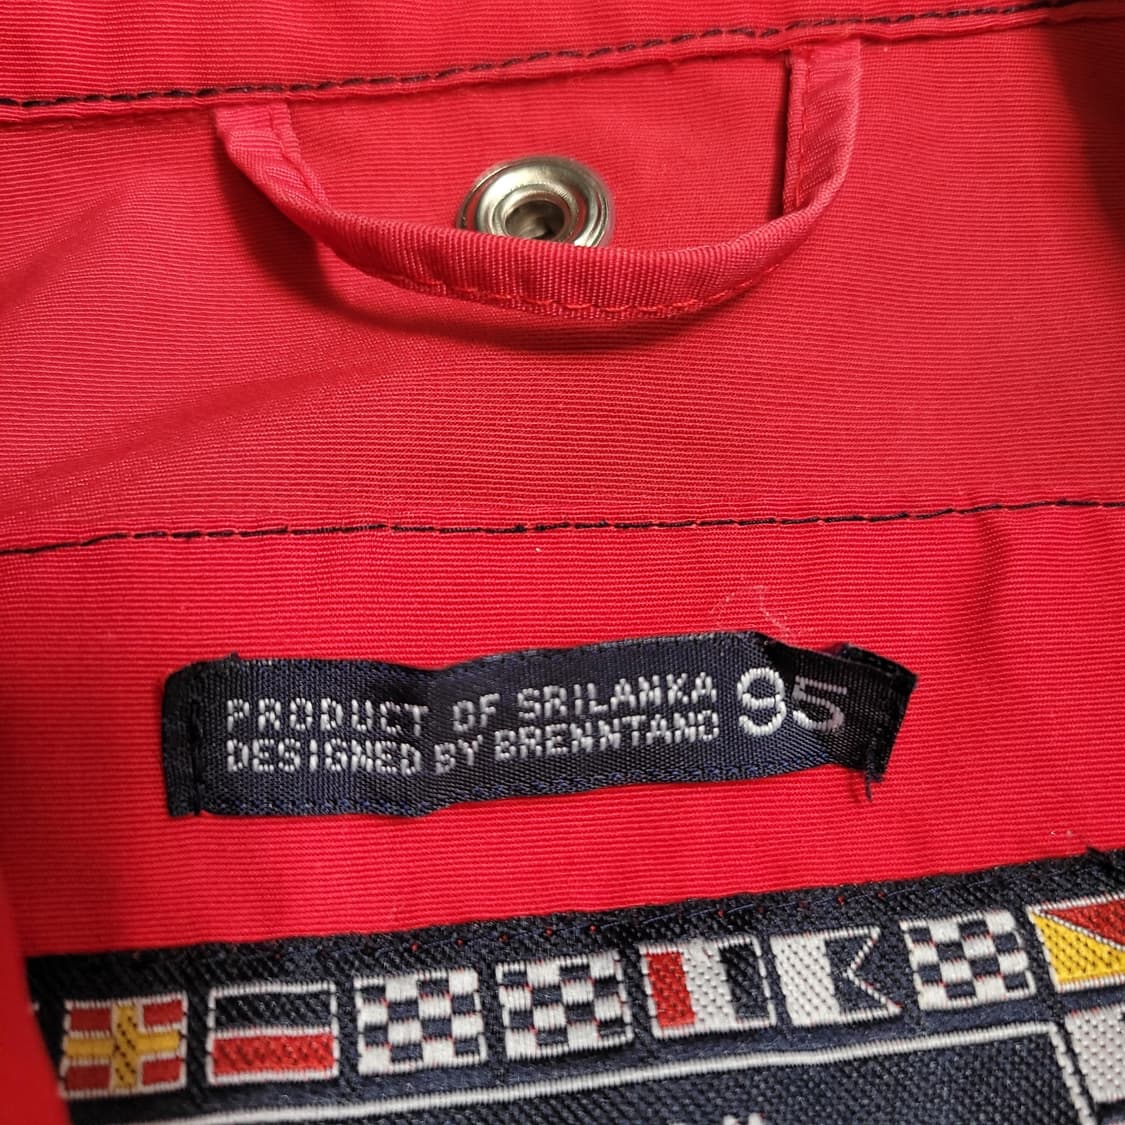 PRODUCT OF SRILANKA
DESIGNED BY BRENNTANO
95